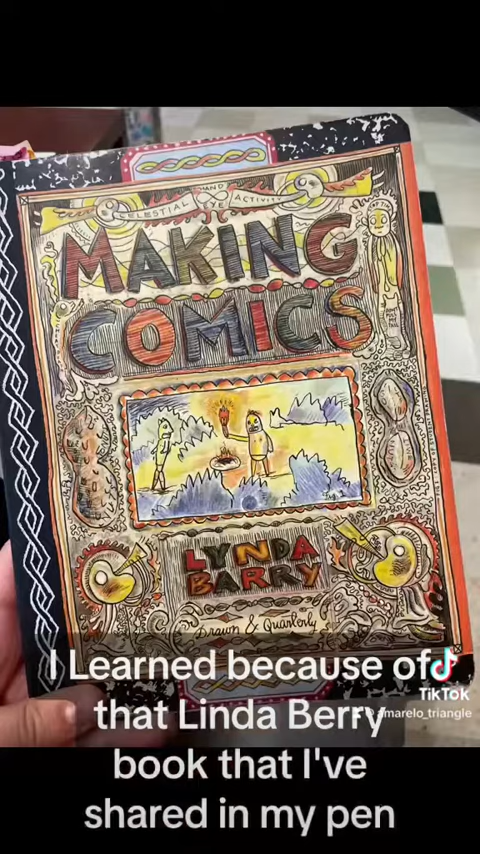 CELESTIAL HAND EYE ACTIVITY
MAKING
COMICS
LYNDA
BARRY
Drawn & Quarterly
I Learned because of
that Linda Berry
book that I've
shared in my pen
TikTok
@amarelo_triangle